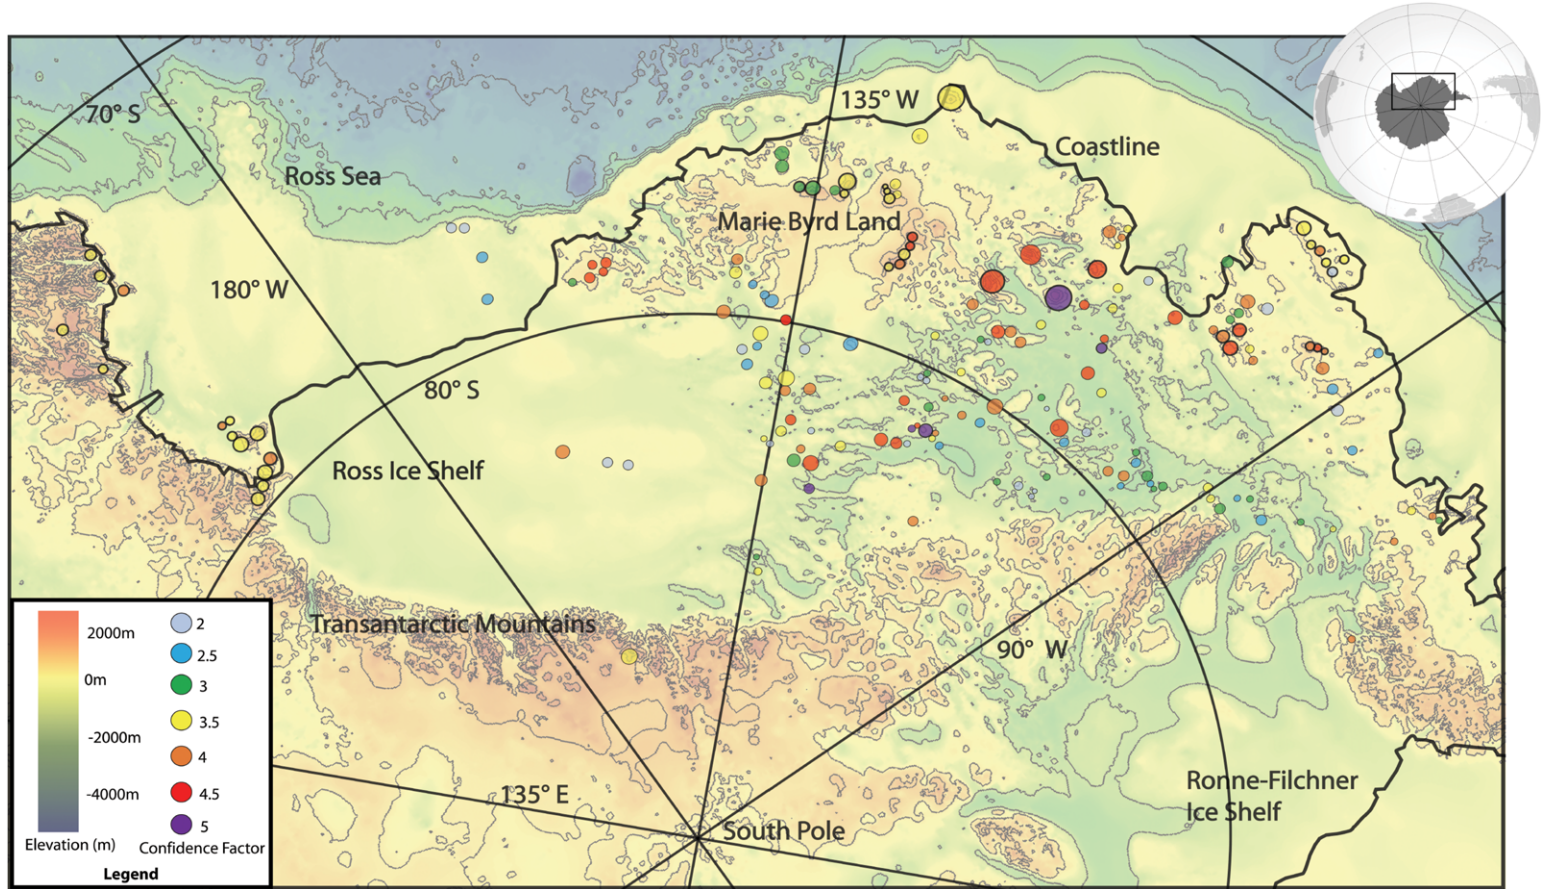 70° S
135° W
Coastline
Ross Sea
Marie Byrd Land
180° W
80° S
Ross Ice Shelf
Transantarctic Mountains
90° W
135° E
South Pole
Ronne-Filchner
Ice Shelf
2000m
0m
-2000m
-4000m
Elevation (m)
2
2.5
3
3.5
4
4.5
5
Confidence Factor
Legend